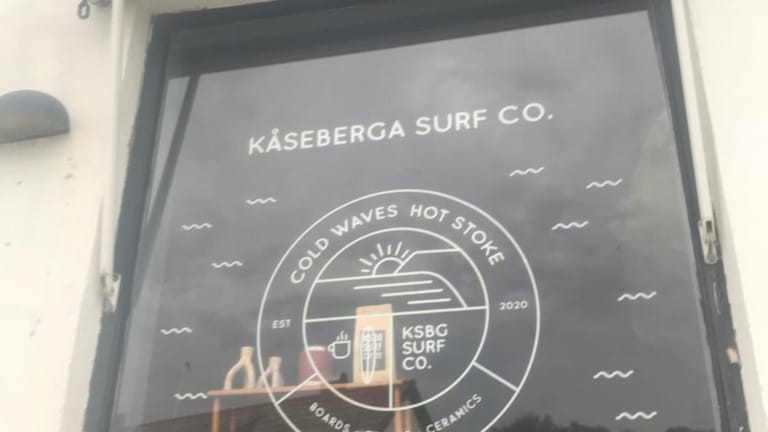 KÅSEBERGA SURF CO.
COLD WAVES HOT STOKE
EST
2020
KSBG
SURF
CO.
BOARDS
CERAMICS